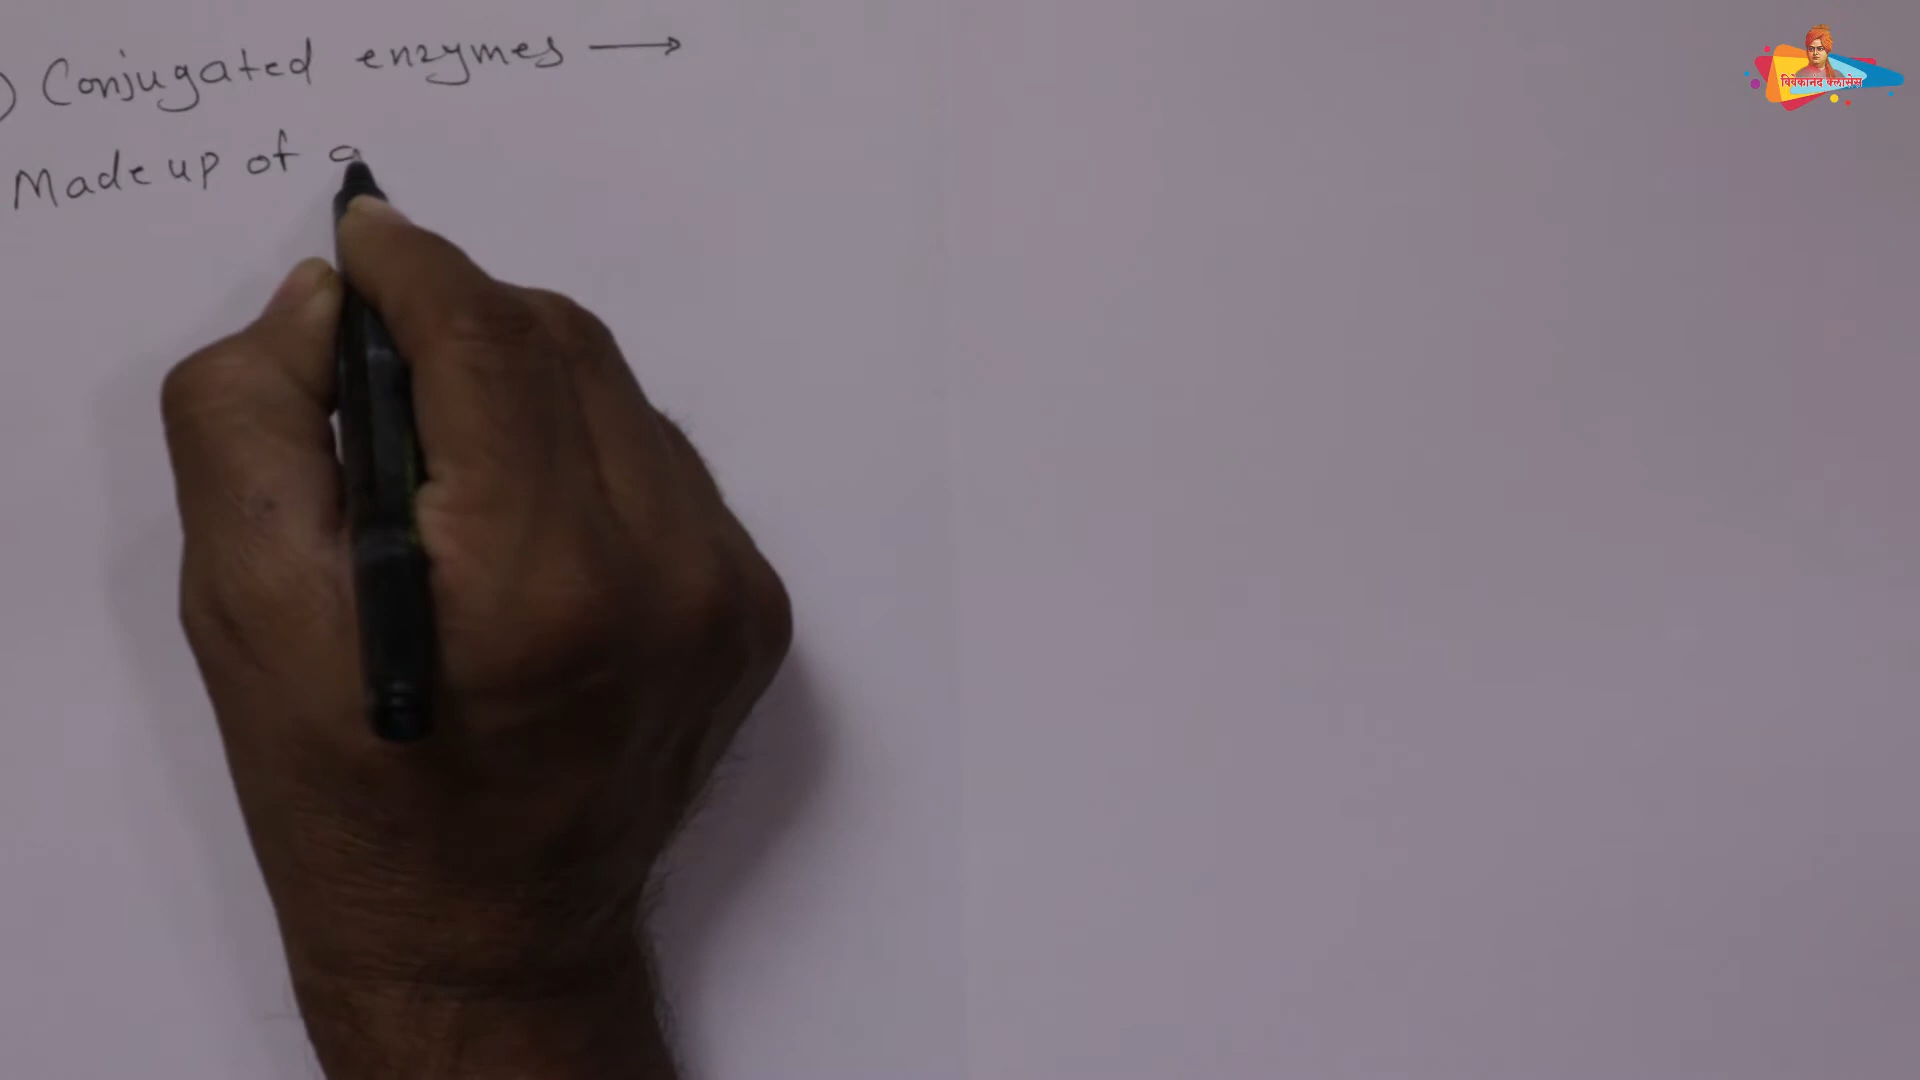 ) Conjugated enzymes →
Made up of a
विवेकानंद क्लासेस